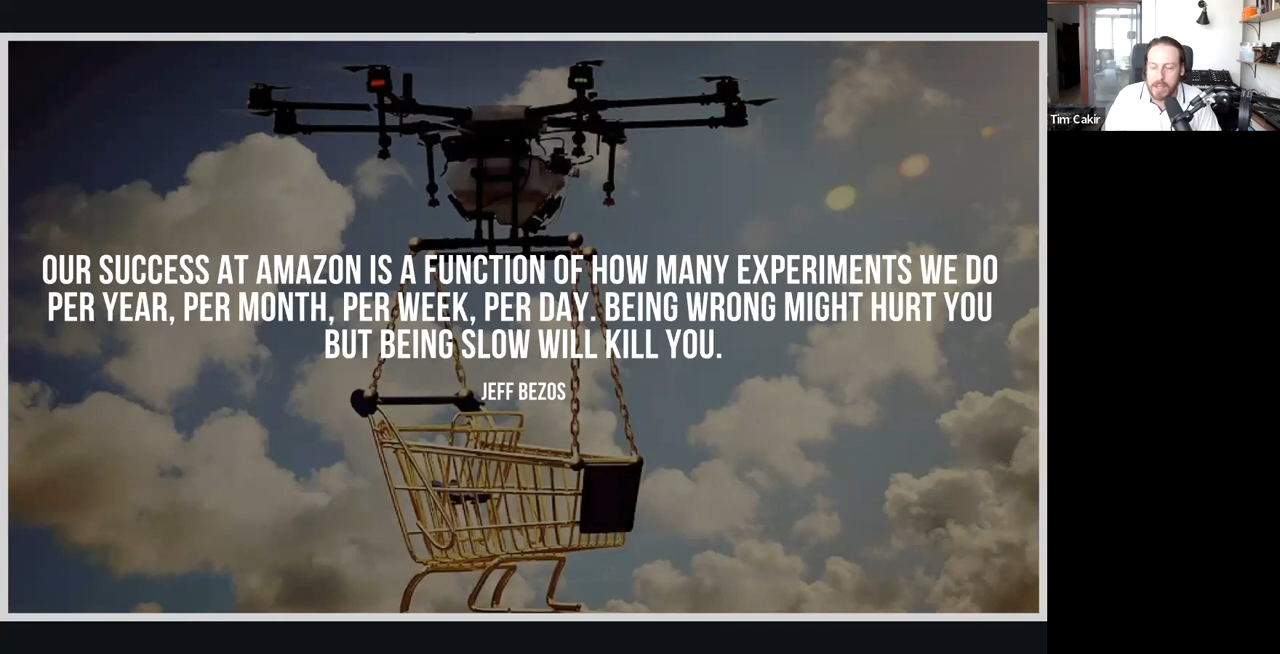 OUR SUCCESS AT AMAZON IS A FUNCTION OF HOW MANY EXPERIMENTS WE DO
PER YEAR, PER MONTH, PER WEEK, PER DAY. BEING WRONG MIGHT HURT YOU
BUT BEING SLOW WILL KILL YOU.
JEFF BEZOS
Tim Cakir